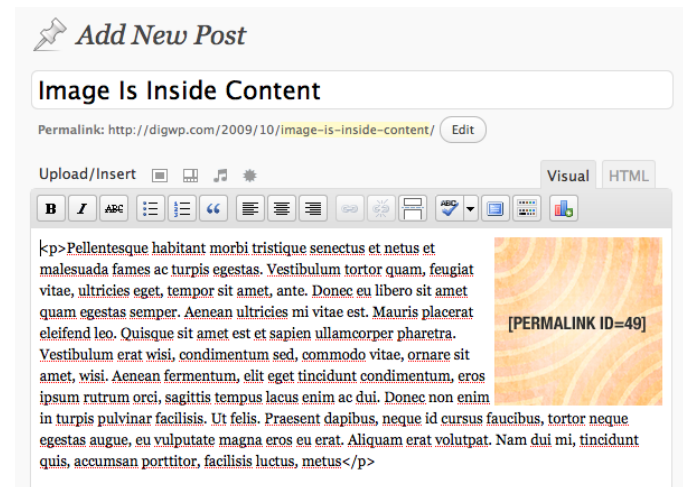 Add New Post
Image Is Inside Content
Permalink: http://digwp.com/2009/10/image-is-inside-content/ Edit
Upload/Insert Visual HTML
B I ABC “ ABC
<p>Pellentesque habitant morbi tristique senectus et netus et
malesuada fames ac turpis egestas. Vestibulum tortor quam, feugiat
vitae, ultricies eget, tempor sit amet, ante. Donec eu libero sit amet
quam egestas semper. Aenean ultricies mi vitae est. Mauris placerat
eleifend leo. Quisque sit amet est et sapien ullamcorper pharetra.
Vestibulum erat wisi, condimentum sed, commodo vitae, ornare sit
amet, wisi. Aenean fermentum, elit eget tincidunt condimentum, eros
ipsum rutrum orci, sagittis tempus lacus enim ac dui. Donec non enim
[PERMALINK ID=49]
in turpis pulvinar facilisis. Ut felis. Praesent dapibus, neque id cursus faucibus, tortor neque
egestas augue, eu vulputate magna eros eu erat. Aliquam erat volutpat. Nam dui mi, tincidunt
quis, accumsan porttitor, facilisis luctus, metus</p>